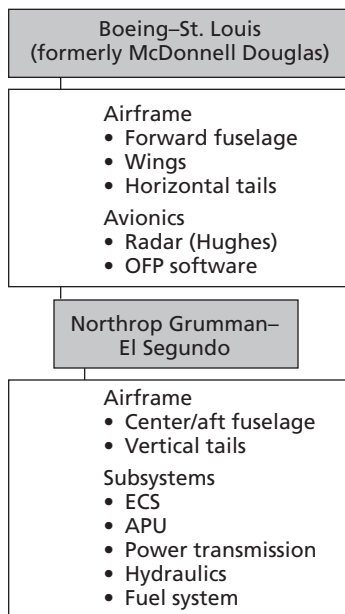 Boeing–St. Louis
(formerly McDonnell Douglas)
Airframe
• Forward fuselage
• Wings
• Horizontal tails
Avionics
• Radar (Hughes)
• OFP software
Northrop Grumman–
El Segundo
Airframe
• Center/aft fuselage
• Vertical tails
Subsystems
• ECS
• APU
• Power transmission
• Hydraulics
• Fuel system